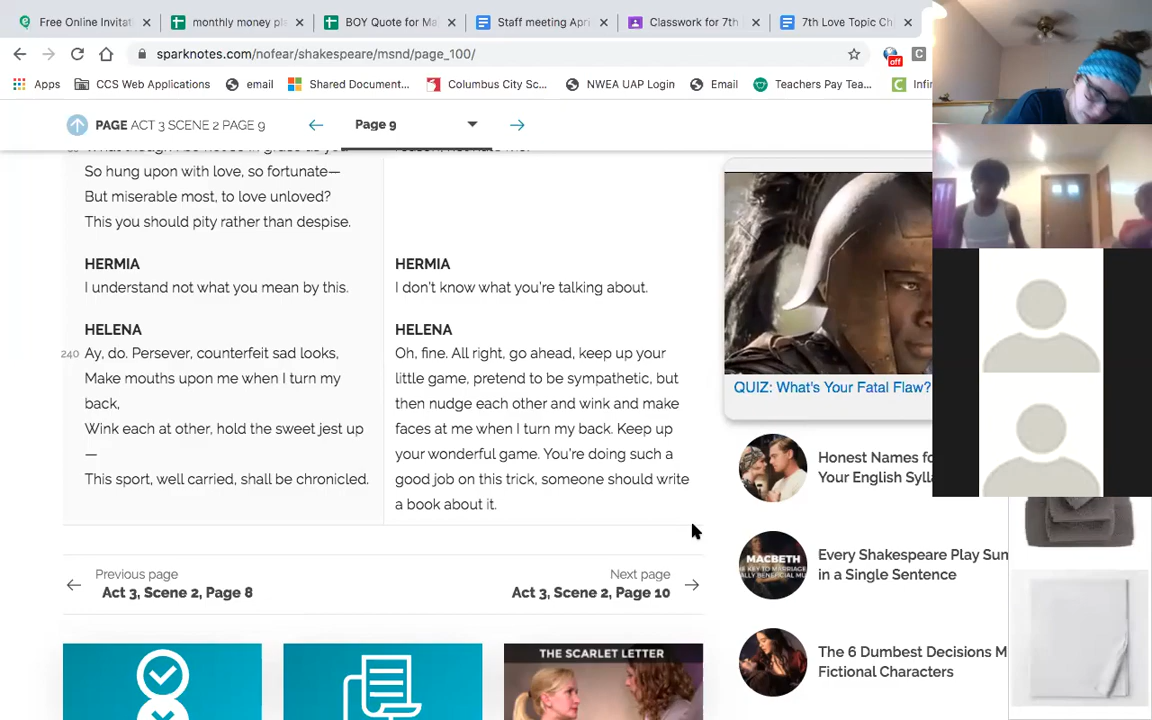 Free Online Invitat
monthly money pl
BOY Quote for Ma
Staff meeting Apri
Classwork for 7th
7th Love Topic Ch
sparknotes.com/nofear/shakespeare/msnd/page_100/
off
Apps
CCS Web Applications
email
Shared Document...
Columbus City Sc...
NWEA UAP Login
Email
Teachers Pay Tea...
Infi
PAGE ACT 3 SCENE 2 PAGE 9
Page 9
So hung upon with love, so fortunate—
But miserable most, to love unloved?
This you should pity rather than despise.
HERMIA
I understand not what you mean by this.
HELENA
240 Ay, do. Persever, counterfeit sad looks,
Make mouths upon me when I turn my
back,
Wink each at other, hold the sweet jest up
—
This sport, well carried, shall be chronicled.
HERMIA
I don't know what you're talking about.
HELENA
Oh, fine. All right, go ahead, keep up your
little game, pretend to be sympathetic, but
then nudge each other and wink and make
faces at me when I turn my back. Keep up
your wonderful game. You're doing such a
good job on this trick, someone should write
a book about it.
Previous page
Act 3, Scene 2, Page 8
Next page
Act 3, Scene 2, Page 10
QUIZ: What's Your Fatal Flaw?
Honest Names fo
Your English Sylla
MACBETH
Every Shakespeare Play Sum
in a Single Sentence
The 6 Dumbest Decisions M
Fictional Characters
THE SCARLET LETTER